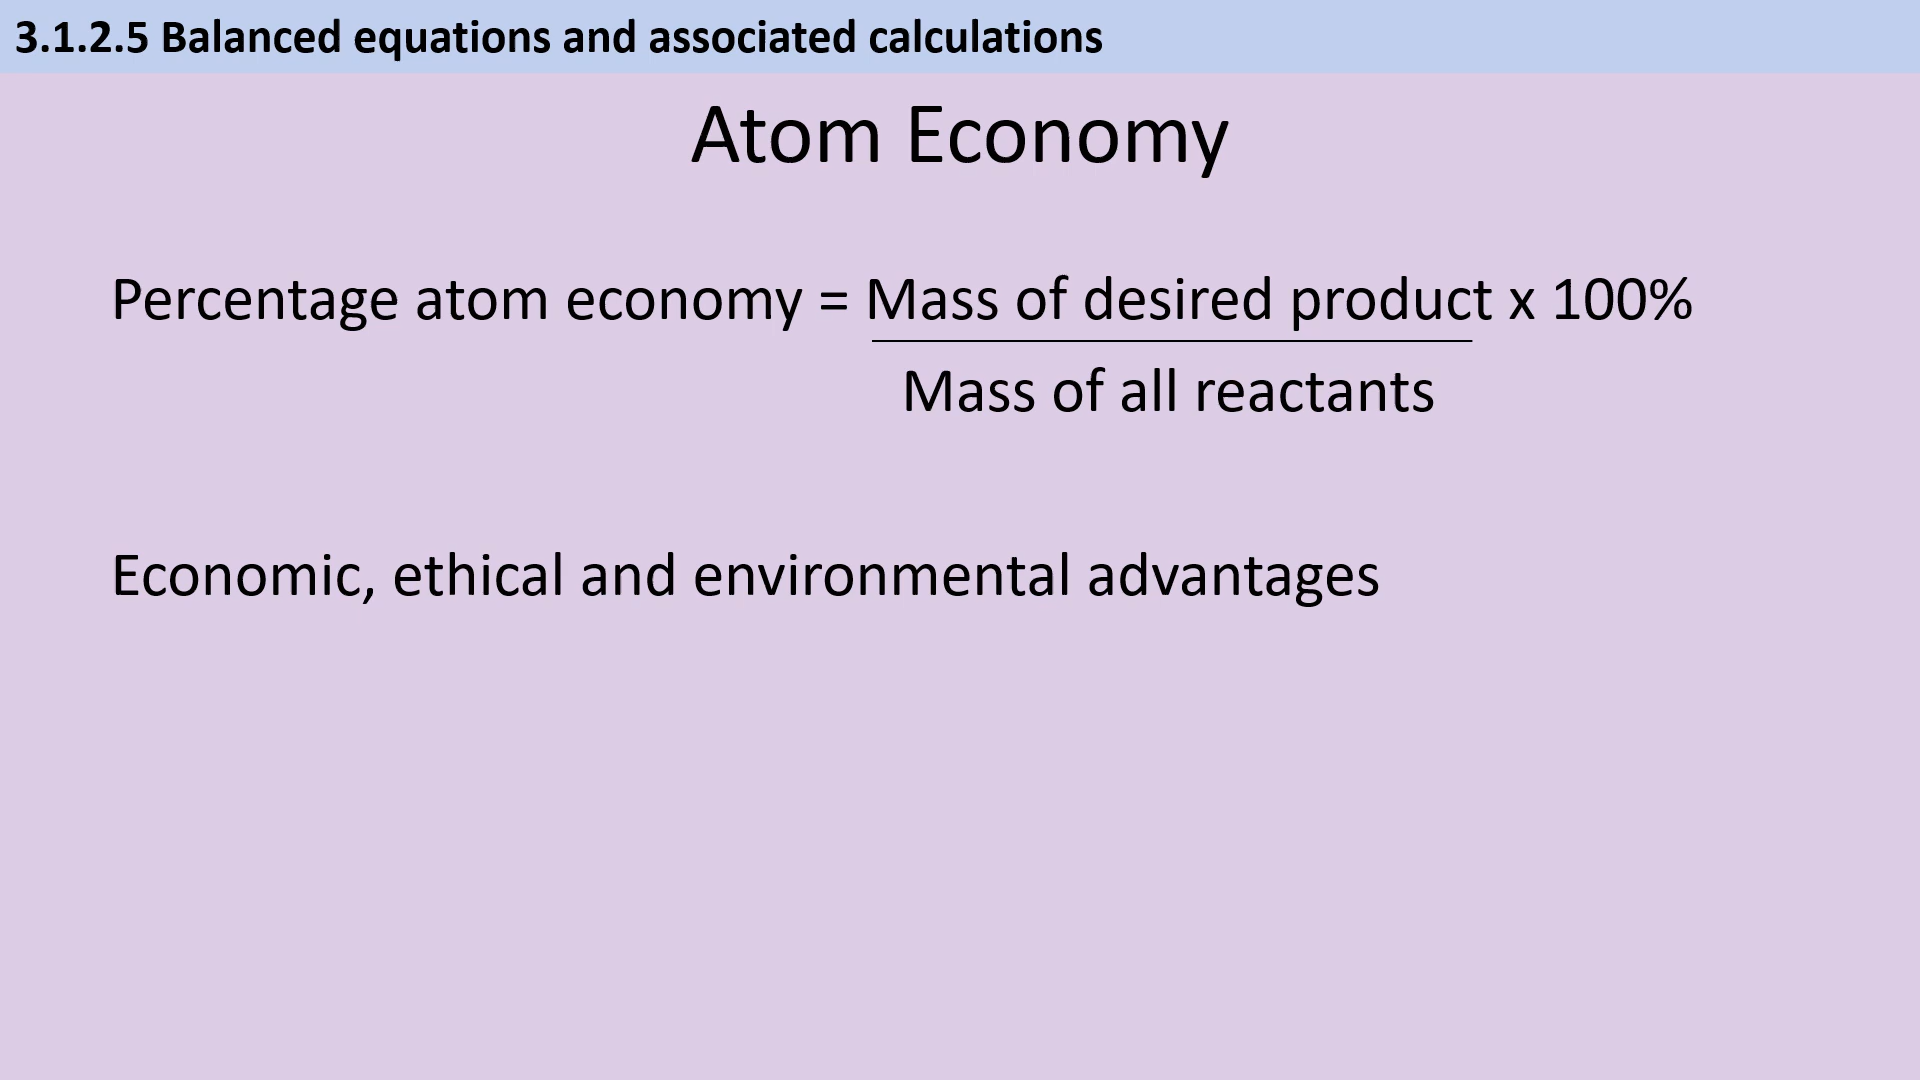 3.1.2.5 Balanced equations and associated calculations
Atom Economy
Percentage atom economy = Mass of desired product x 100%
Mass of all reactants
Economic, ethical and environmental advantages